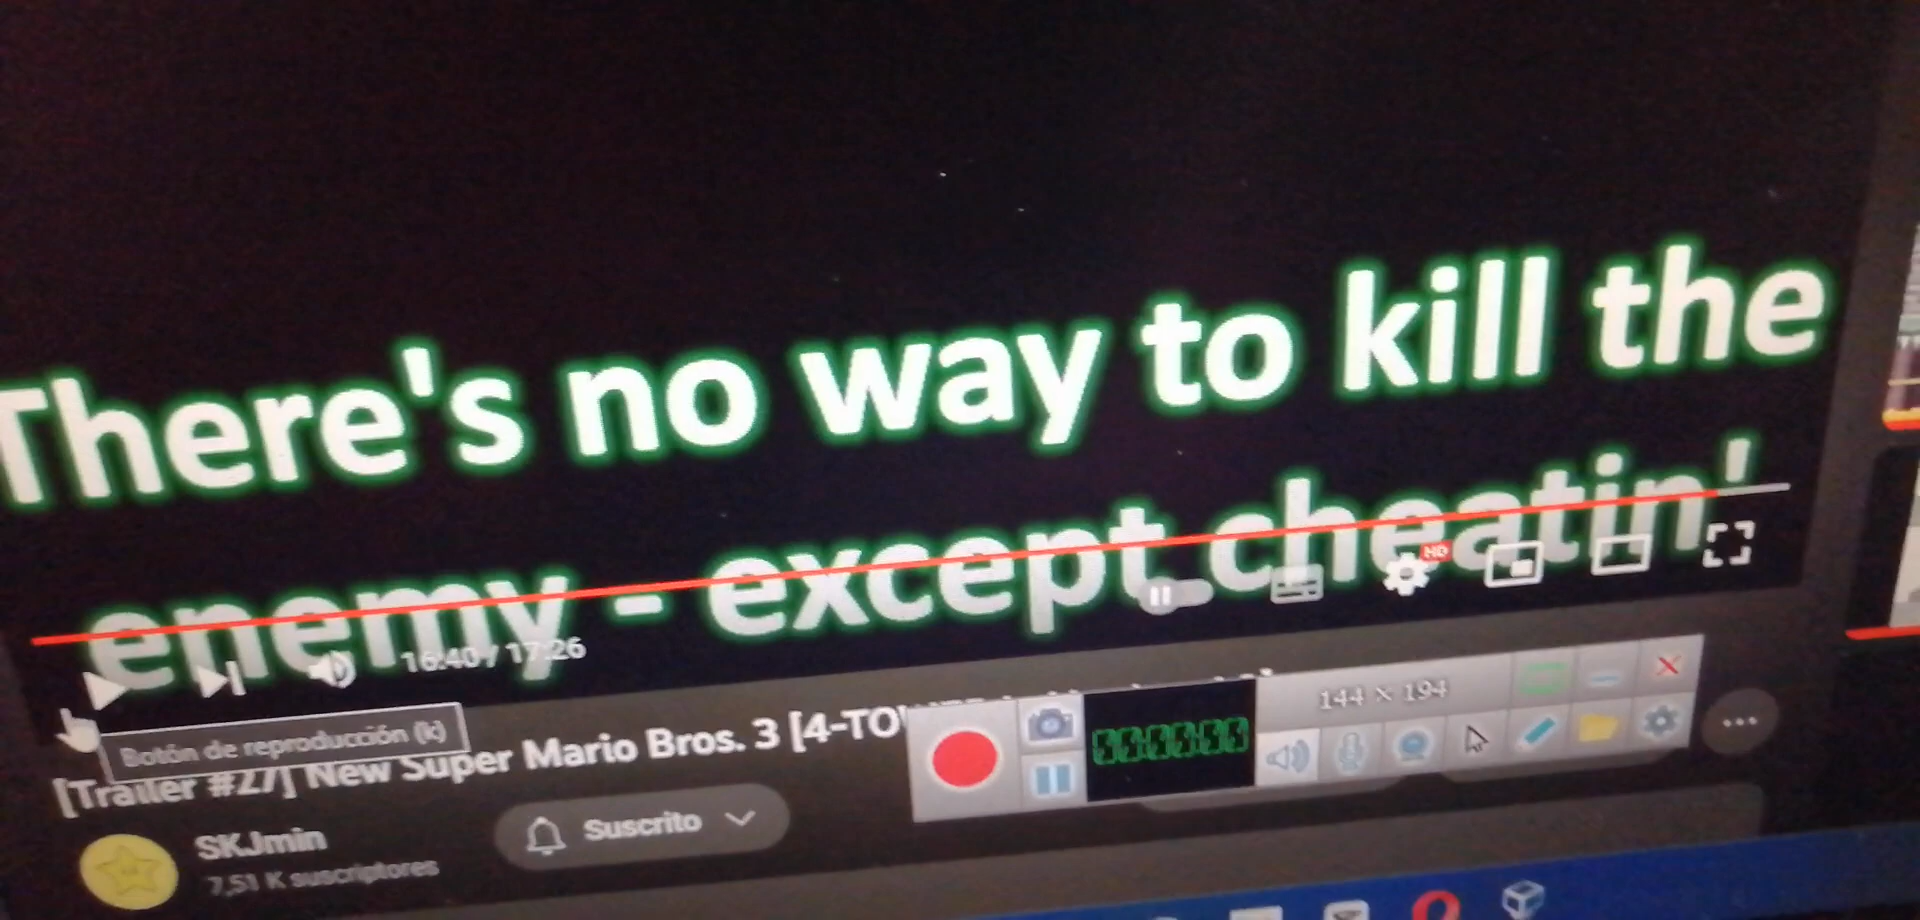 There's no way to kill the
enemy - except cheatin'
HD
16:40 / 17:26
Botón de reproducción (k)
[Trailer #27] New Super Mario Bros. 3 [4-TO
144 × 194
SKJmin
7,51 K suscriptores
Suscrito